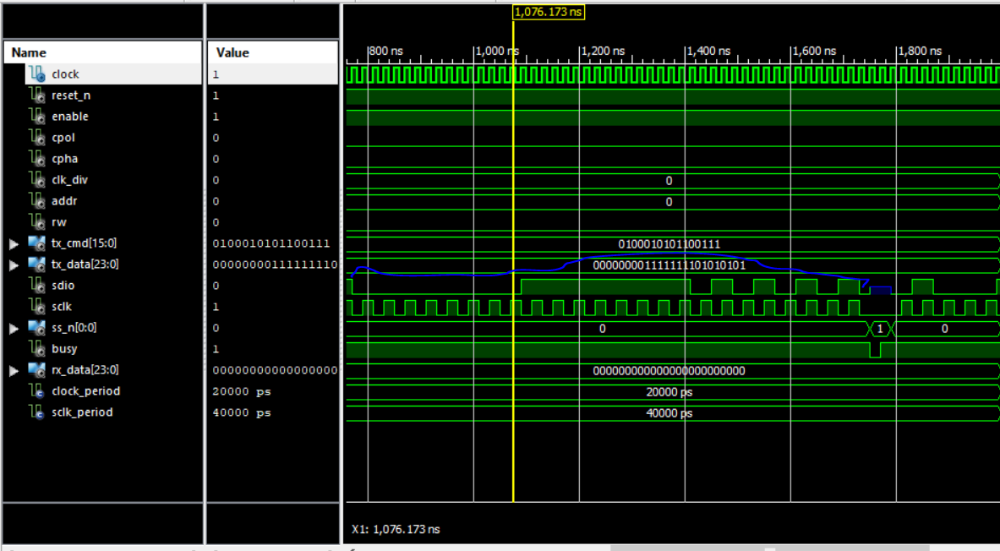 1,076.173 ns
Name Value 800 ns 1,000 ns 1,200 ns 1,400 ns 1,600 ns 1,800 ns
clock 1
reset_n 1
enable 1
cpol 0
cpha 0
clk_div 0 0
addr 0 0
rw 0
tx_cmd[15:0] 0100010101100111 0100010101100111
tx_data[23:0] 00000000111111110 000000001111111101010101
sdio 0
sclk 1
ss_n[0:0] 0 0 1 0
busy 1
rx_data[23:0] 00000000000000000 000000000000000000000000
clock_period 20000 ps 20000 ps
sclk_period 40000 ps 40000 ps
X1: 1,076.173 ns